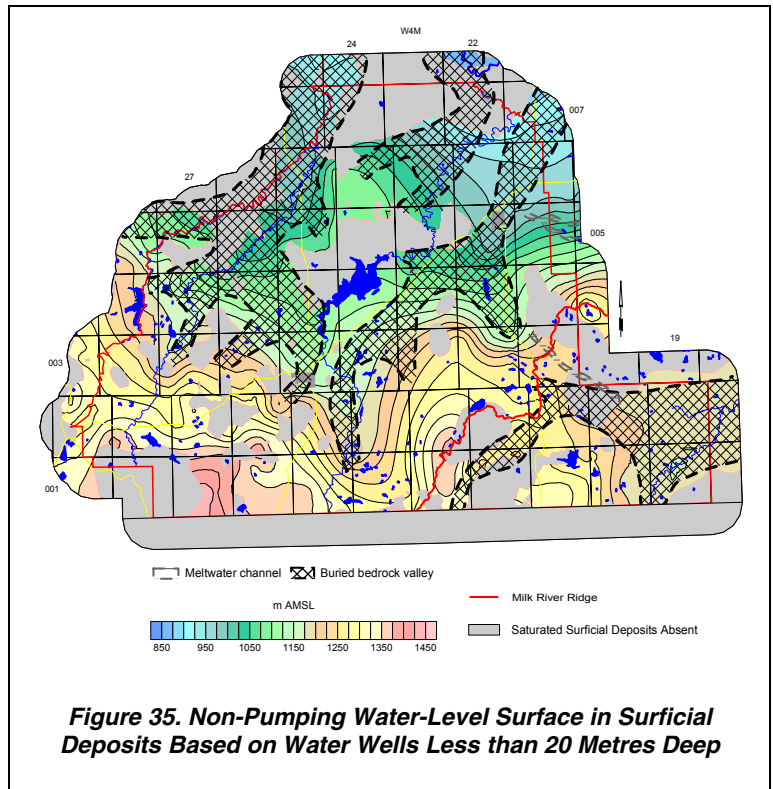 W4M
24
22
007
27
005
19
003
001
Meltwater channel
Buried bedrock valley
m AMSL
Milk River Ridge
850 950 1050 1150 1250 1350 1450
Saturated Surficial Deposits Absent
Figure 35. Non-Pumping Water-Level Surface in Surficial
Deposits Based on Water Wells Less than 20 Metres Deep